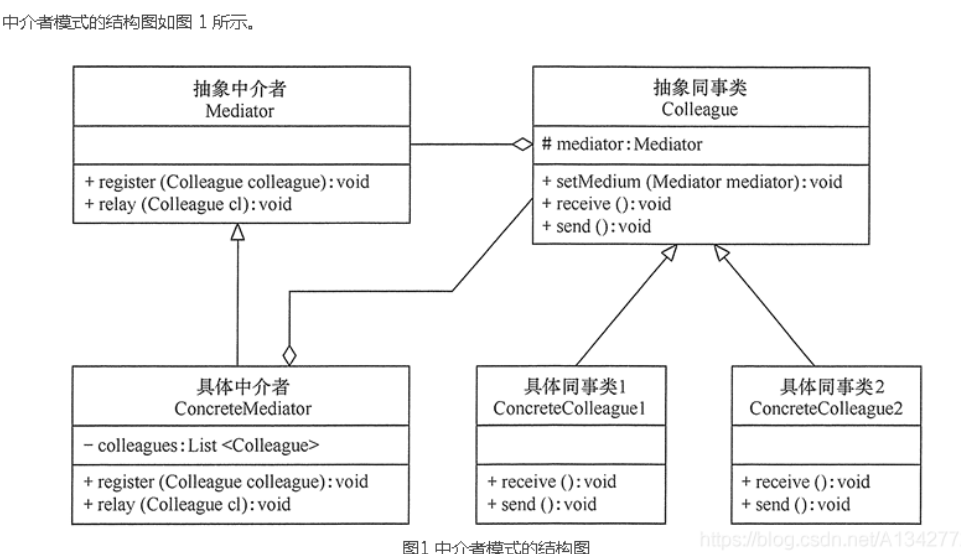 中介者模式的结构图如图 1 所示。
抽象中介者
Mediator
+ register (Colleague colleague): void
+ relay (Colleague cl): void
抽象同事类
Colleague
# mediator: Mediator
+ setMedium (Mediator mediator): void
+ receive (): void
+ send (): void
具体中介者
ConcreteMediator
− colleagues: List <Colleague>
+ register (Colleague colleague): void
+ relay (Colleague cl): void
具体同事类1
ConcreteColleague1
+ receive (): void
+ send (): void
具体同事类2
ConcreteColleague2
+ receive (): void
+ send (): void
图1 中介者模式的结构图
https://blog.csdn.net/A134277